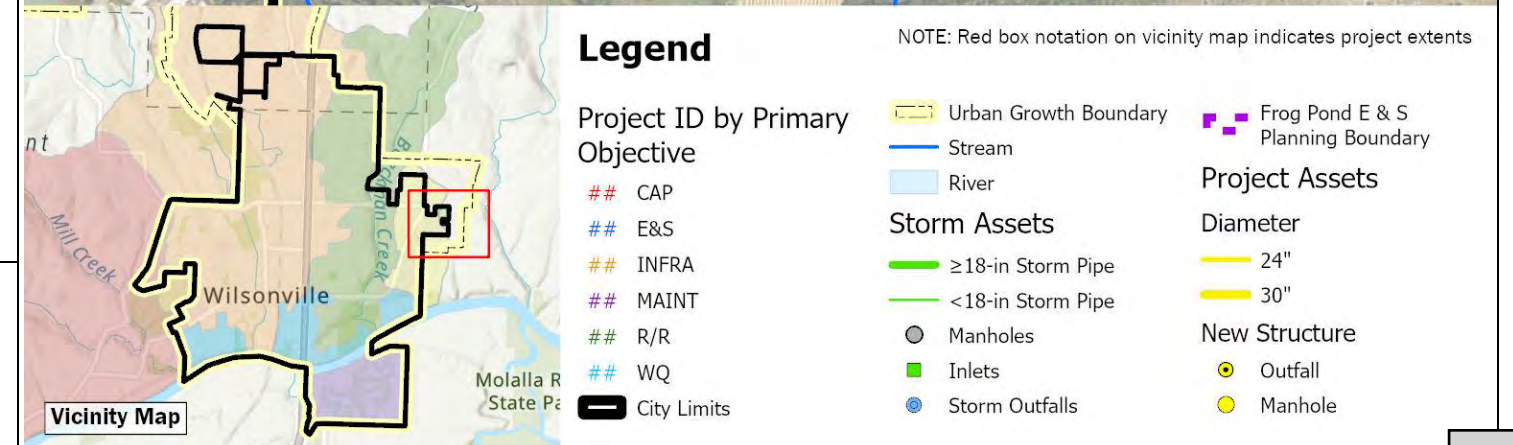 nt
Mill Creek
Creek
Wilsonville
Molalla R
State Pa
Vicinity Map
Legend
NOTE: Red box notation on vicinity map indicates project extents
Project ID by Primary
Objective
## CAP
## E&S
## INFRA
## MAINT
## R/R
## WQ
City Limits
Urban Growth Boundary
Stream
River
Storm Assets
≥18-in Storm Pipe
<18-in Storm Pipe
Manholes
Inlets
Storm Outfalls
Frog Pond E & S
Planning Boundary
Project Assets
Diameter
24"
30"
New Structure
Outfall
Manhole